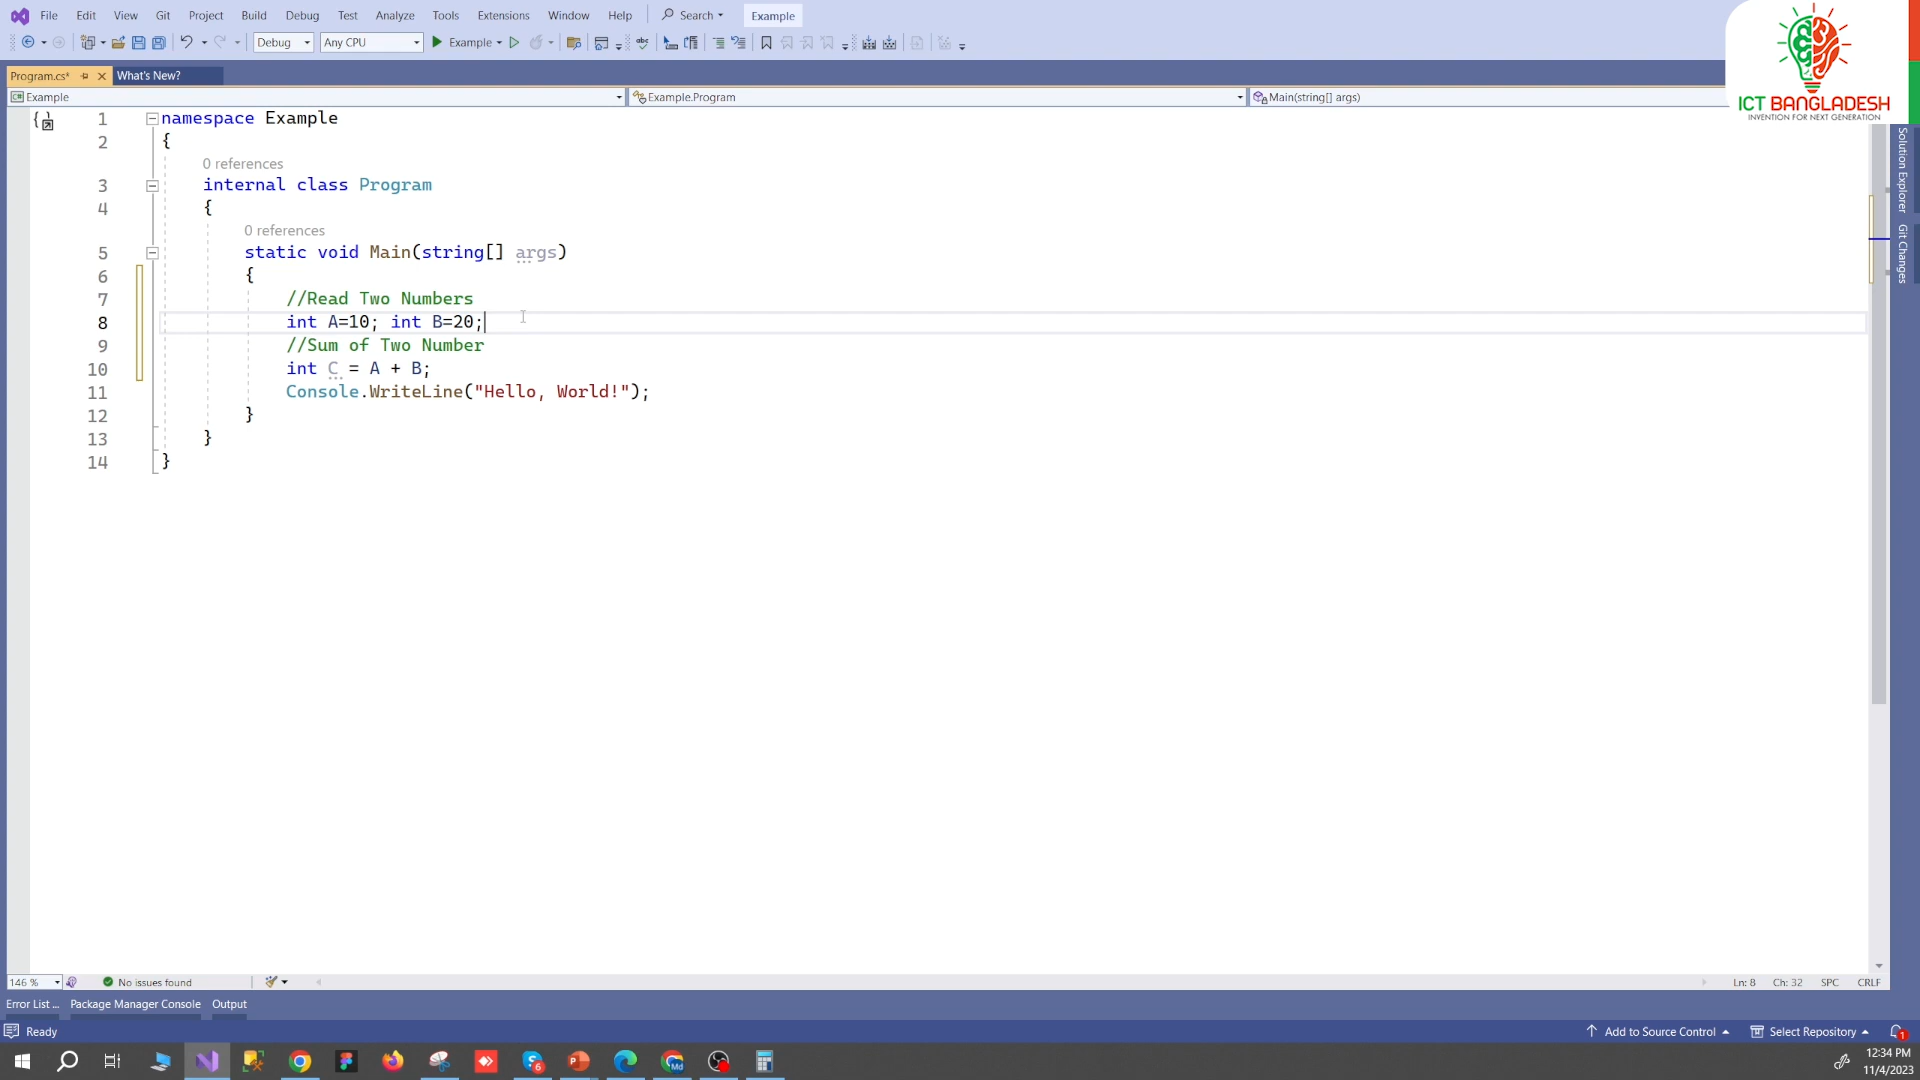 File Edit View Git Project Build Debug Test Analyze Tools Extensions Window Help Search Example
Debug Any CPU Example
ICT BANGLADESH
INVENTION FOR NEXT GENERATION
Program.cs* What's New?
Example Example.Program Main(string[] args)
1 namespace Example
2 {
0 references
3 internal class Program
4 {
0 references
5 static void Main(string[] args)
6 {
7 //Read Two Numbers
8 int A=10; int B=20;
9 //Sum of Two Number
10 int C = A + B;
11 Console.WriteLine("Hello, World!");
12 }
13 }
14 }
Solution Explorer
Git Changes
146 % No issues found Ln: 8 Ch: 32 SPC CRLF
Error List ... Package Manager Console Output
Ready Add to Source Control Select Repository 1
12:34 PM
11/4/2023